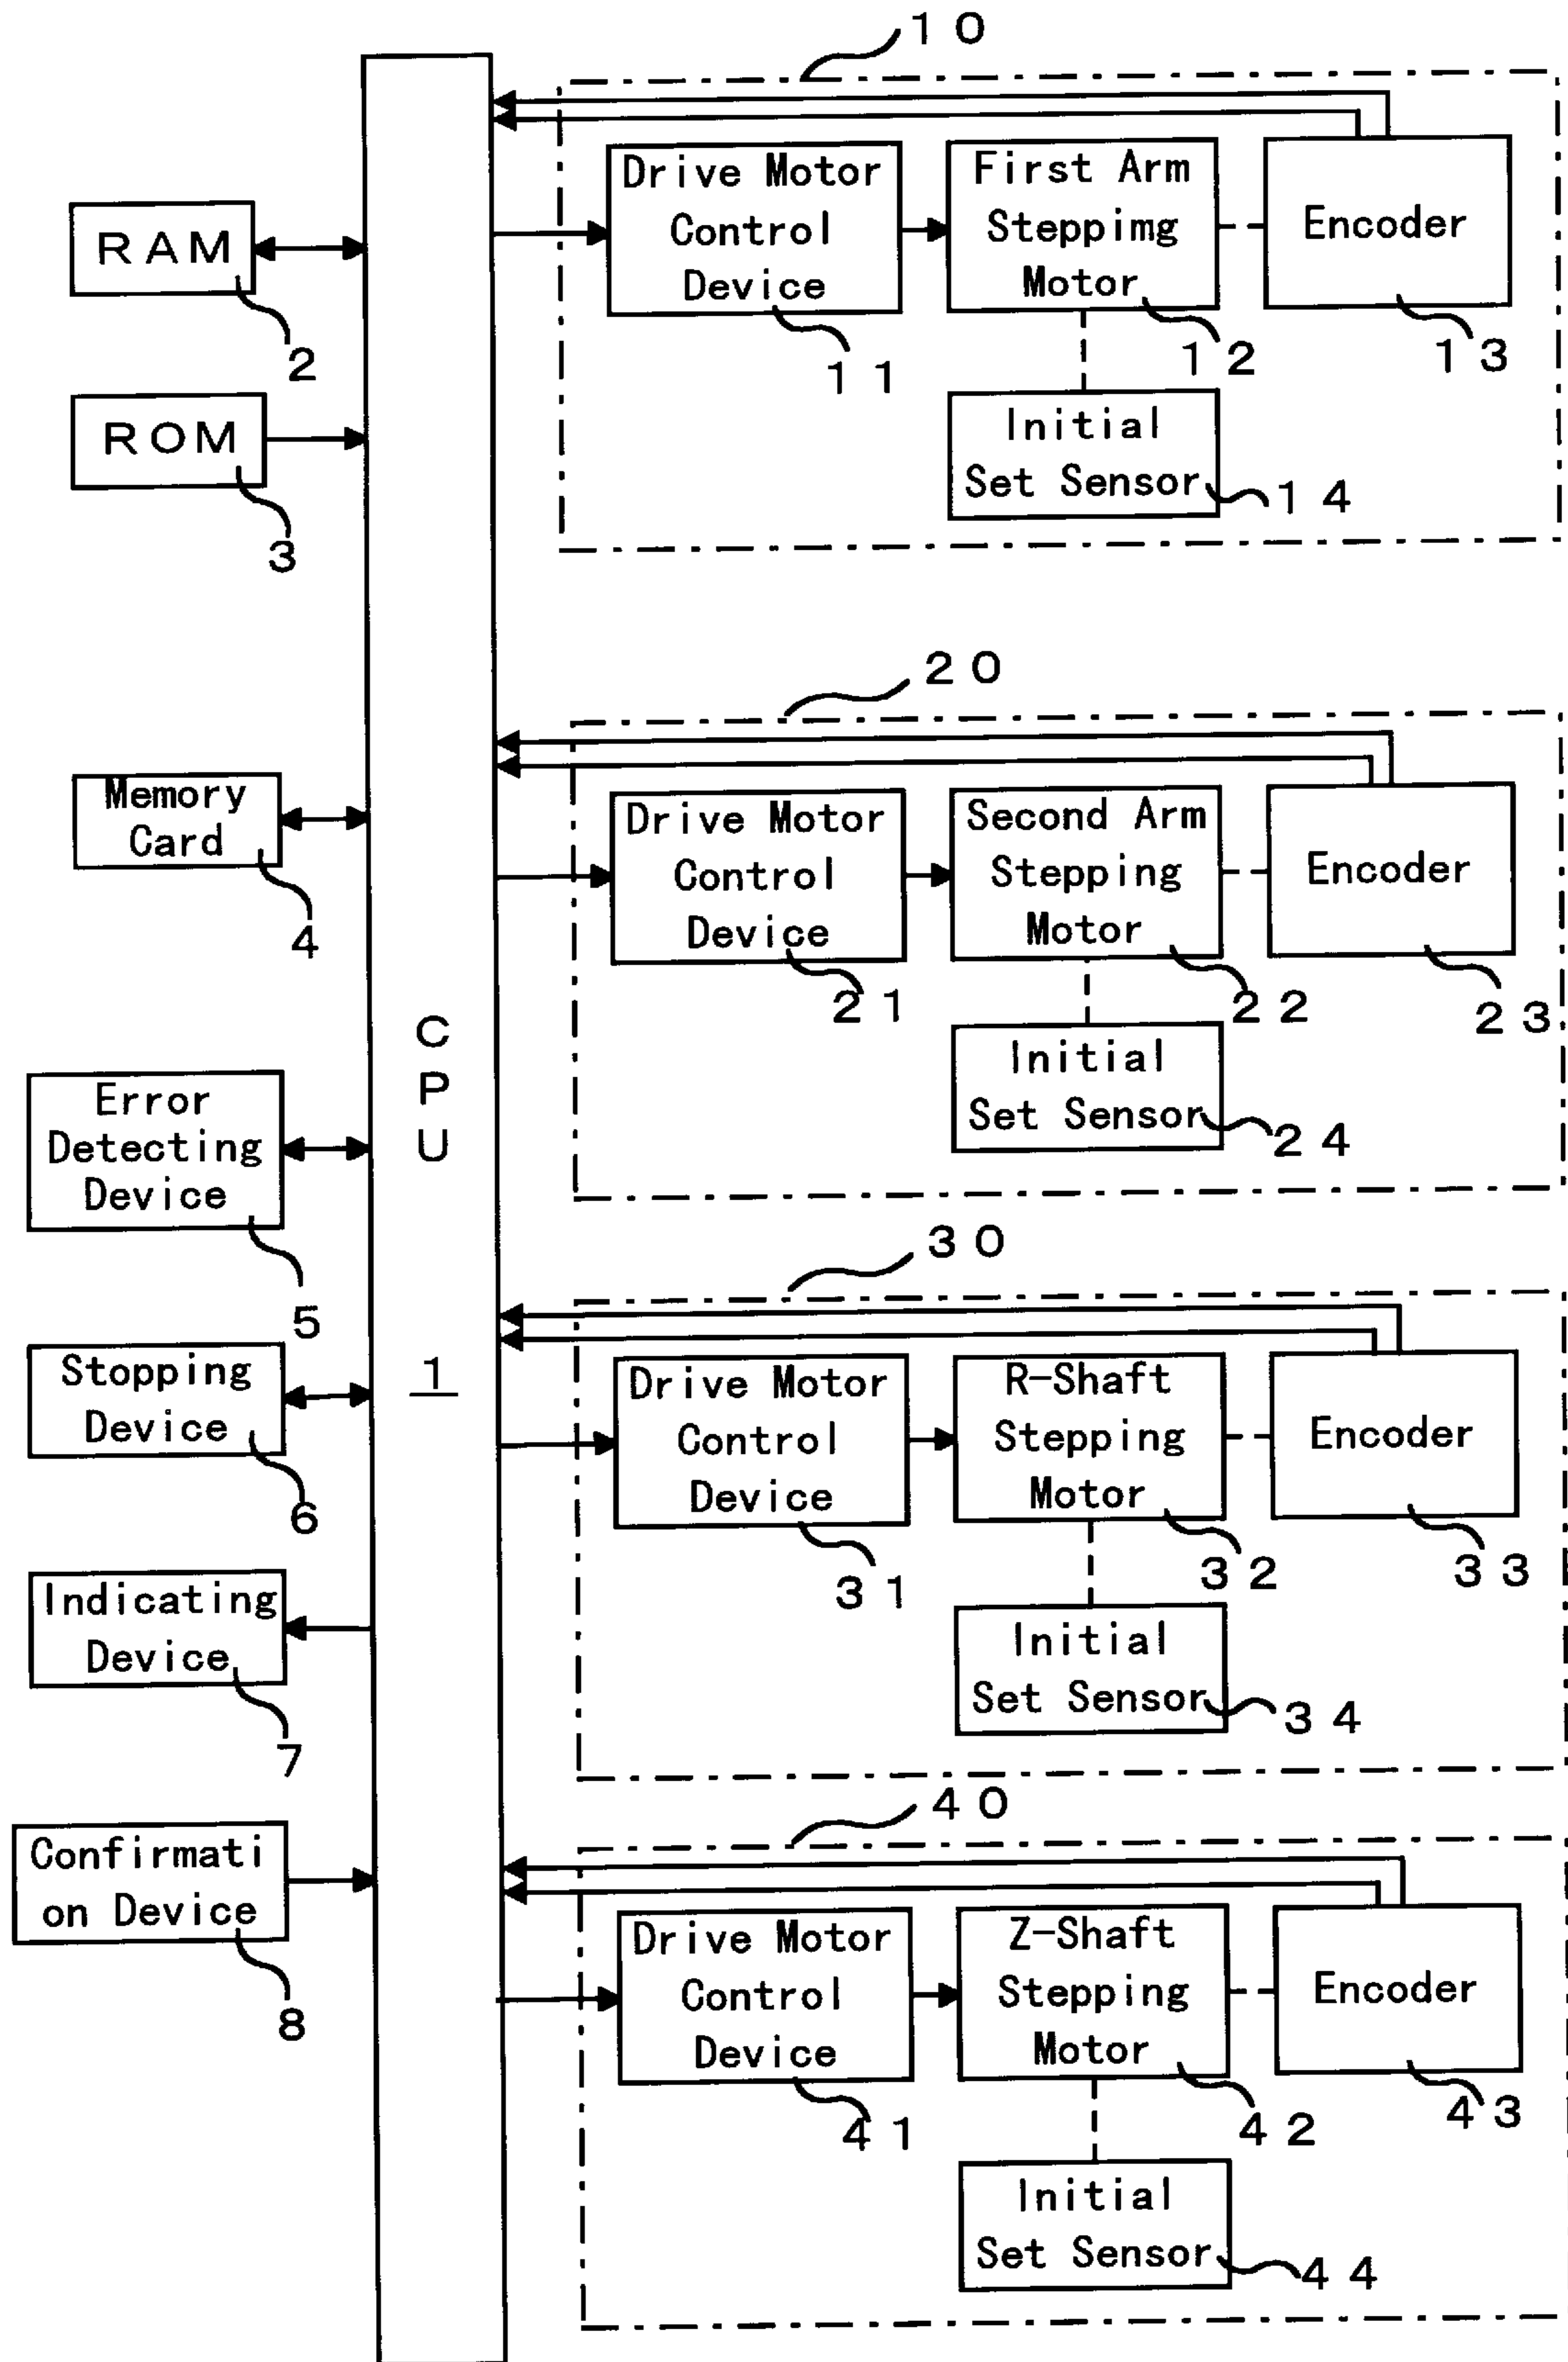 10
Drive Motor
Control
Device
11
First Arm
Steppimg
Motor
12
Encoder
13
Initial
Set Sensor
14
RAM
2
ROM
3
Memory
Card
4
Error
Detecting
Device
5
Stopping
Device
6
Indicating
Device
7
Confirmati
on Device
8
CPU
1
20
Drive Motor
Control
Device
21
Second Arm
Stepping
Motor
22
Encoder
23
Initial
Set Sensor
24
30
Drive Motor
Control
Device
31
R-Shaft
Stepping
Motor
32
Encoder
33
Initial
Set Sensor
34
40
Drive Motor
Control
Device
41
Z-Shaft
Stepping
Motor
42
Encoder
43
Initial
Set Sensor
44